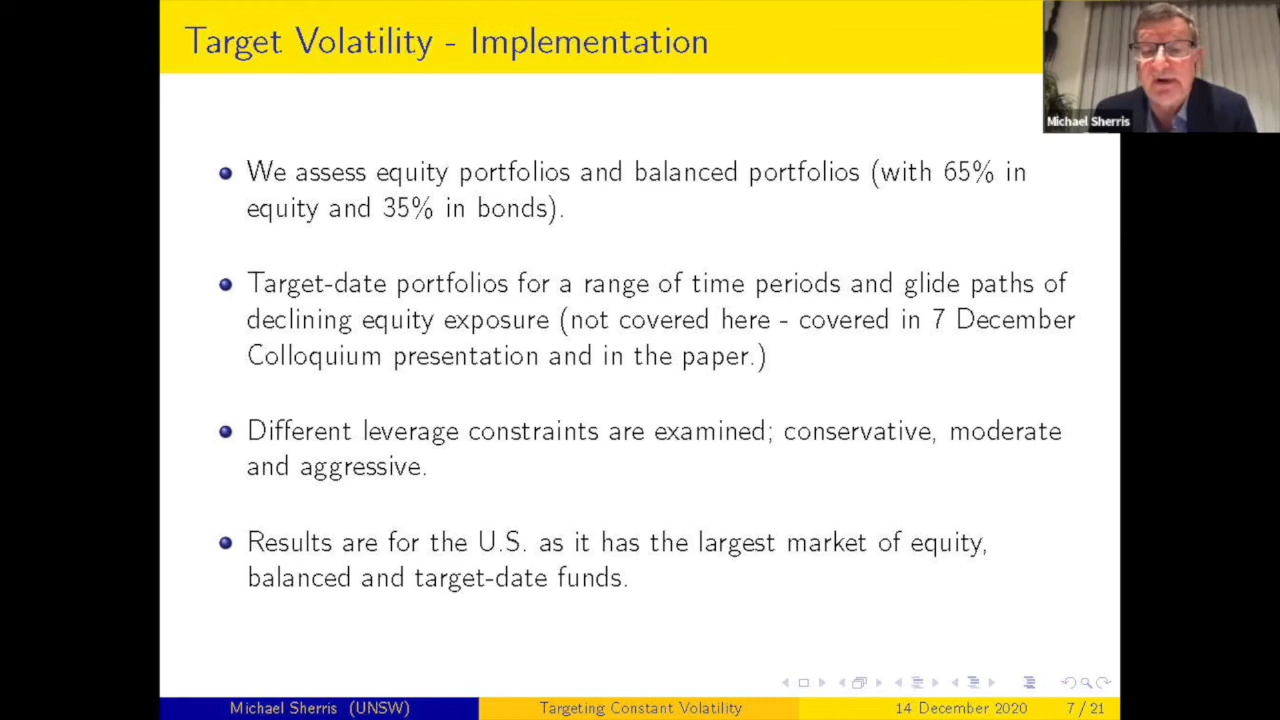 Target Volatility - Implementation
Michael Sherris
We assess equity portfolios and balanced portfolios (with 65% in
equity and 35% in bonds).
Target-date portfolios for a range of time periods and glide paths of
declining equity exposure (not covered here - covered in 7 December
Colloquium presentation and in the paper.)
Different leverage constraints are examined; conservative, moderate
and aggressive.
Results are for the U.S. as it has the largest market of equity,
balanced and target-date funds.
Michael Sherris (UNSW) Targeting Constant Volatility 14 December 2020 7 / 21